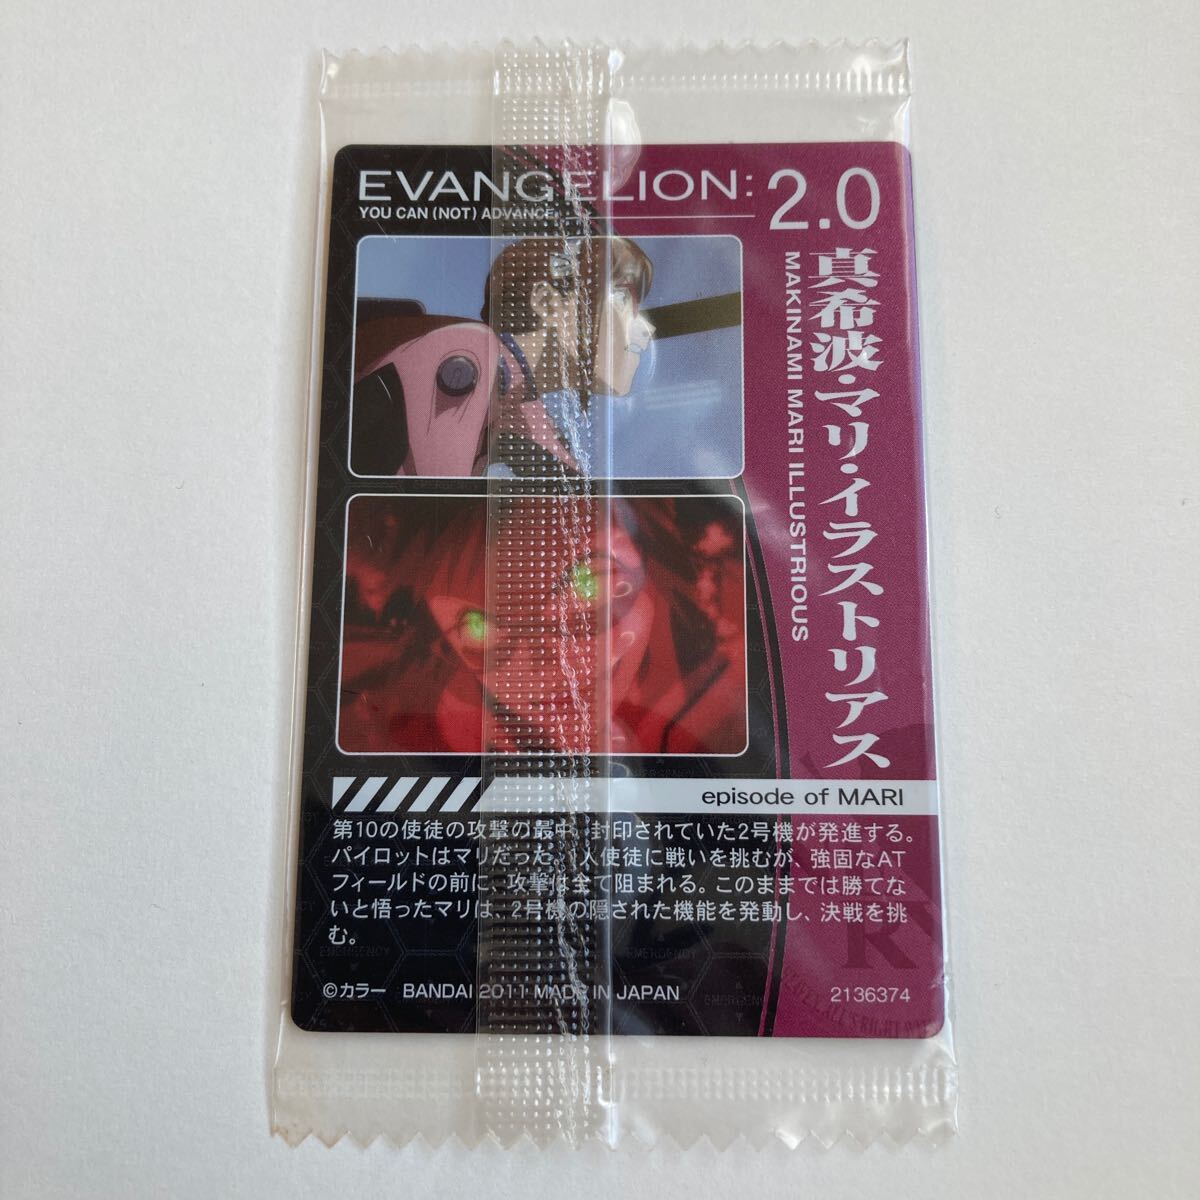 EVANGELION: 2.0
YOU CAN (NOT) ADVANCE.
真希波・マリ・イラストリアス
MAKINAMI MARI ILLUSTRIOUS
episode of MARI
第10の使徒の攻撃の最中、封印されていた2号機が発進する。
パイロットはマリだった。1人使徒に戦いを挑むが、強固なAT
フィールドの前に、攻撃は全て阻まれる。このままでは勝てな
いと悟ったマリは、2号機の隠された機能を発動し、決戦を挑
む。
EMERGENCY EMERGENCY EMERGENCY
©カラー BANDAI 2011 MADE IN JAPAN
2136374